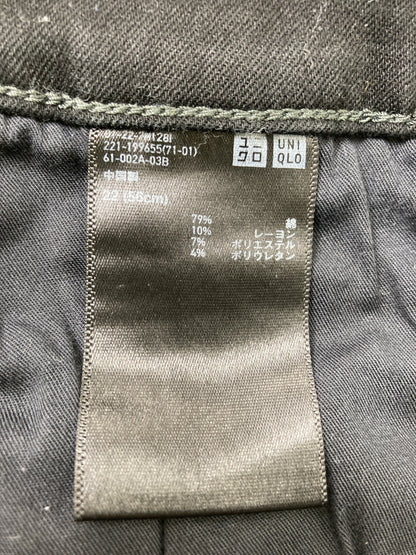 221-199655(71-01)
61-002A-03B
中国製
22 (56cm)
79% 綿
10% レーヨン
7% ポリエステル
4% ポリウレタン
ユニ
クロ
UNI
QLO